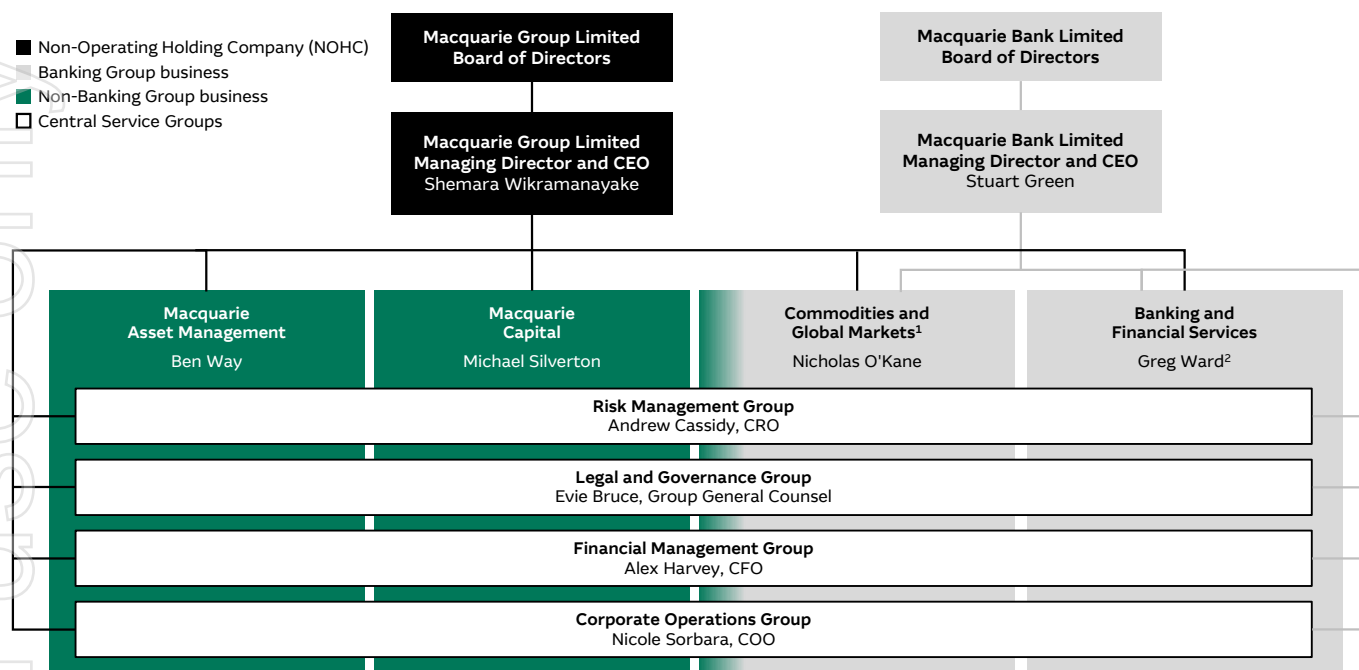 Non-Operating Holding Company (NOHC)
Banking Group business
Non-Banking Group business
Central Service Groups
Macquarie Group Limited
Board of Directors
Macquarie Bank Limited
Board of Directors
Macquarie Group Limited
Managing Director and CEO
Shemara Wikramanayake
Macquarie Bank Limited
Managing Director and CEO
Stuart Green
Macquarie
Asset Management
Ben Way
Macquarie
Capital
Michael Silverton
Commodities and
Global Markets¹
Nicholas O'Kane
Banking and
Financial Services
Greg Ward²
Risk Management Group
Andrew Cassidy, CRO
Legal and Governance Group
Evie Bruce, Group General Counsel
Financial Management Group
Alex Harvey, CFO
Corporate Operations Group
Nicole Sorbara, COO